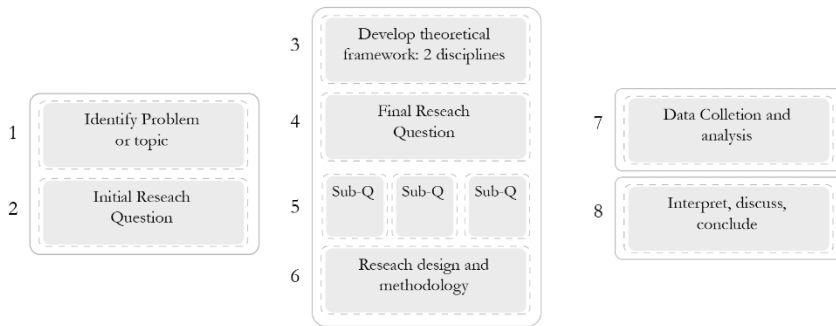 1
Identify Problem
or topic
2
Initial Reseach
Question
3
Develop theoretical
framework: 2 disciplines
4
Final Reseach
Question
5
Sub-Q Sub-Q Sub-Q
6
Reseach design and
methodology
7
Data Colletion and
analysis
8
Interpret, discuss,
conclude